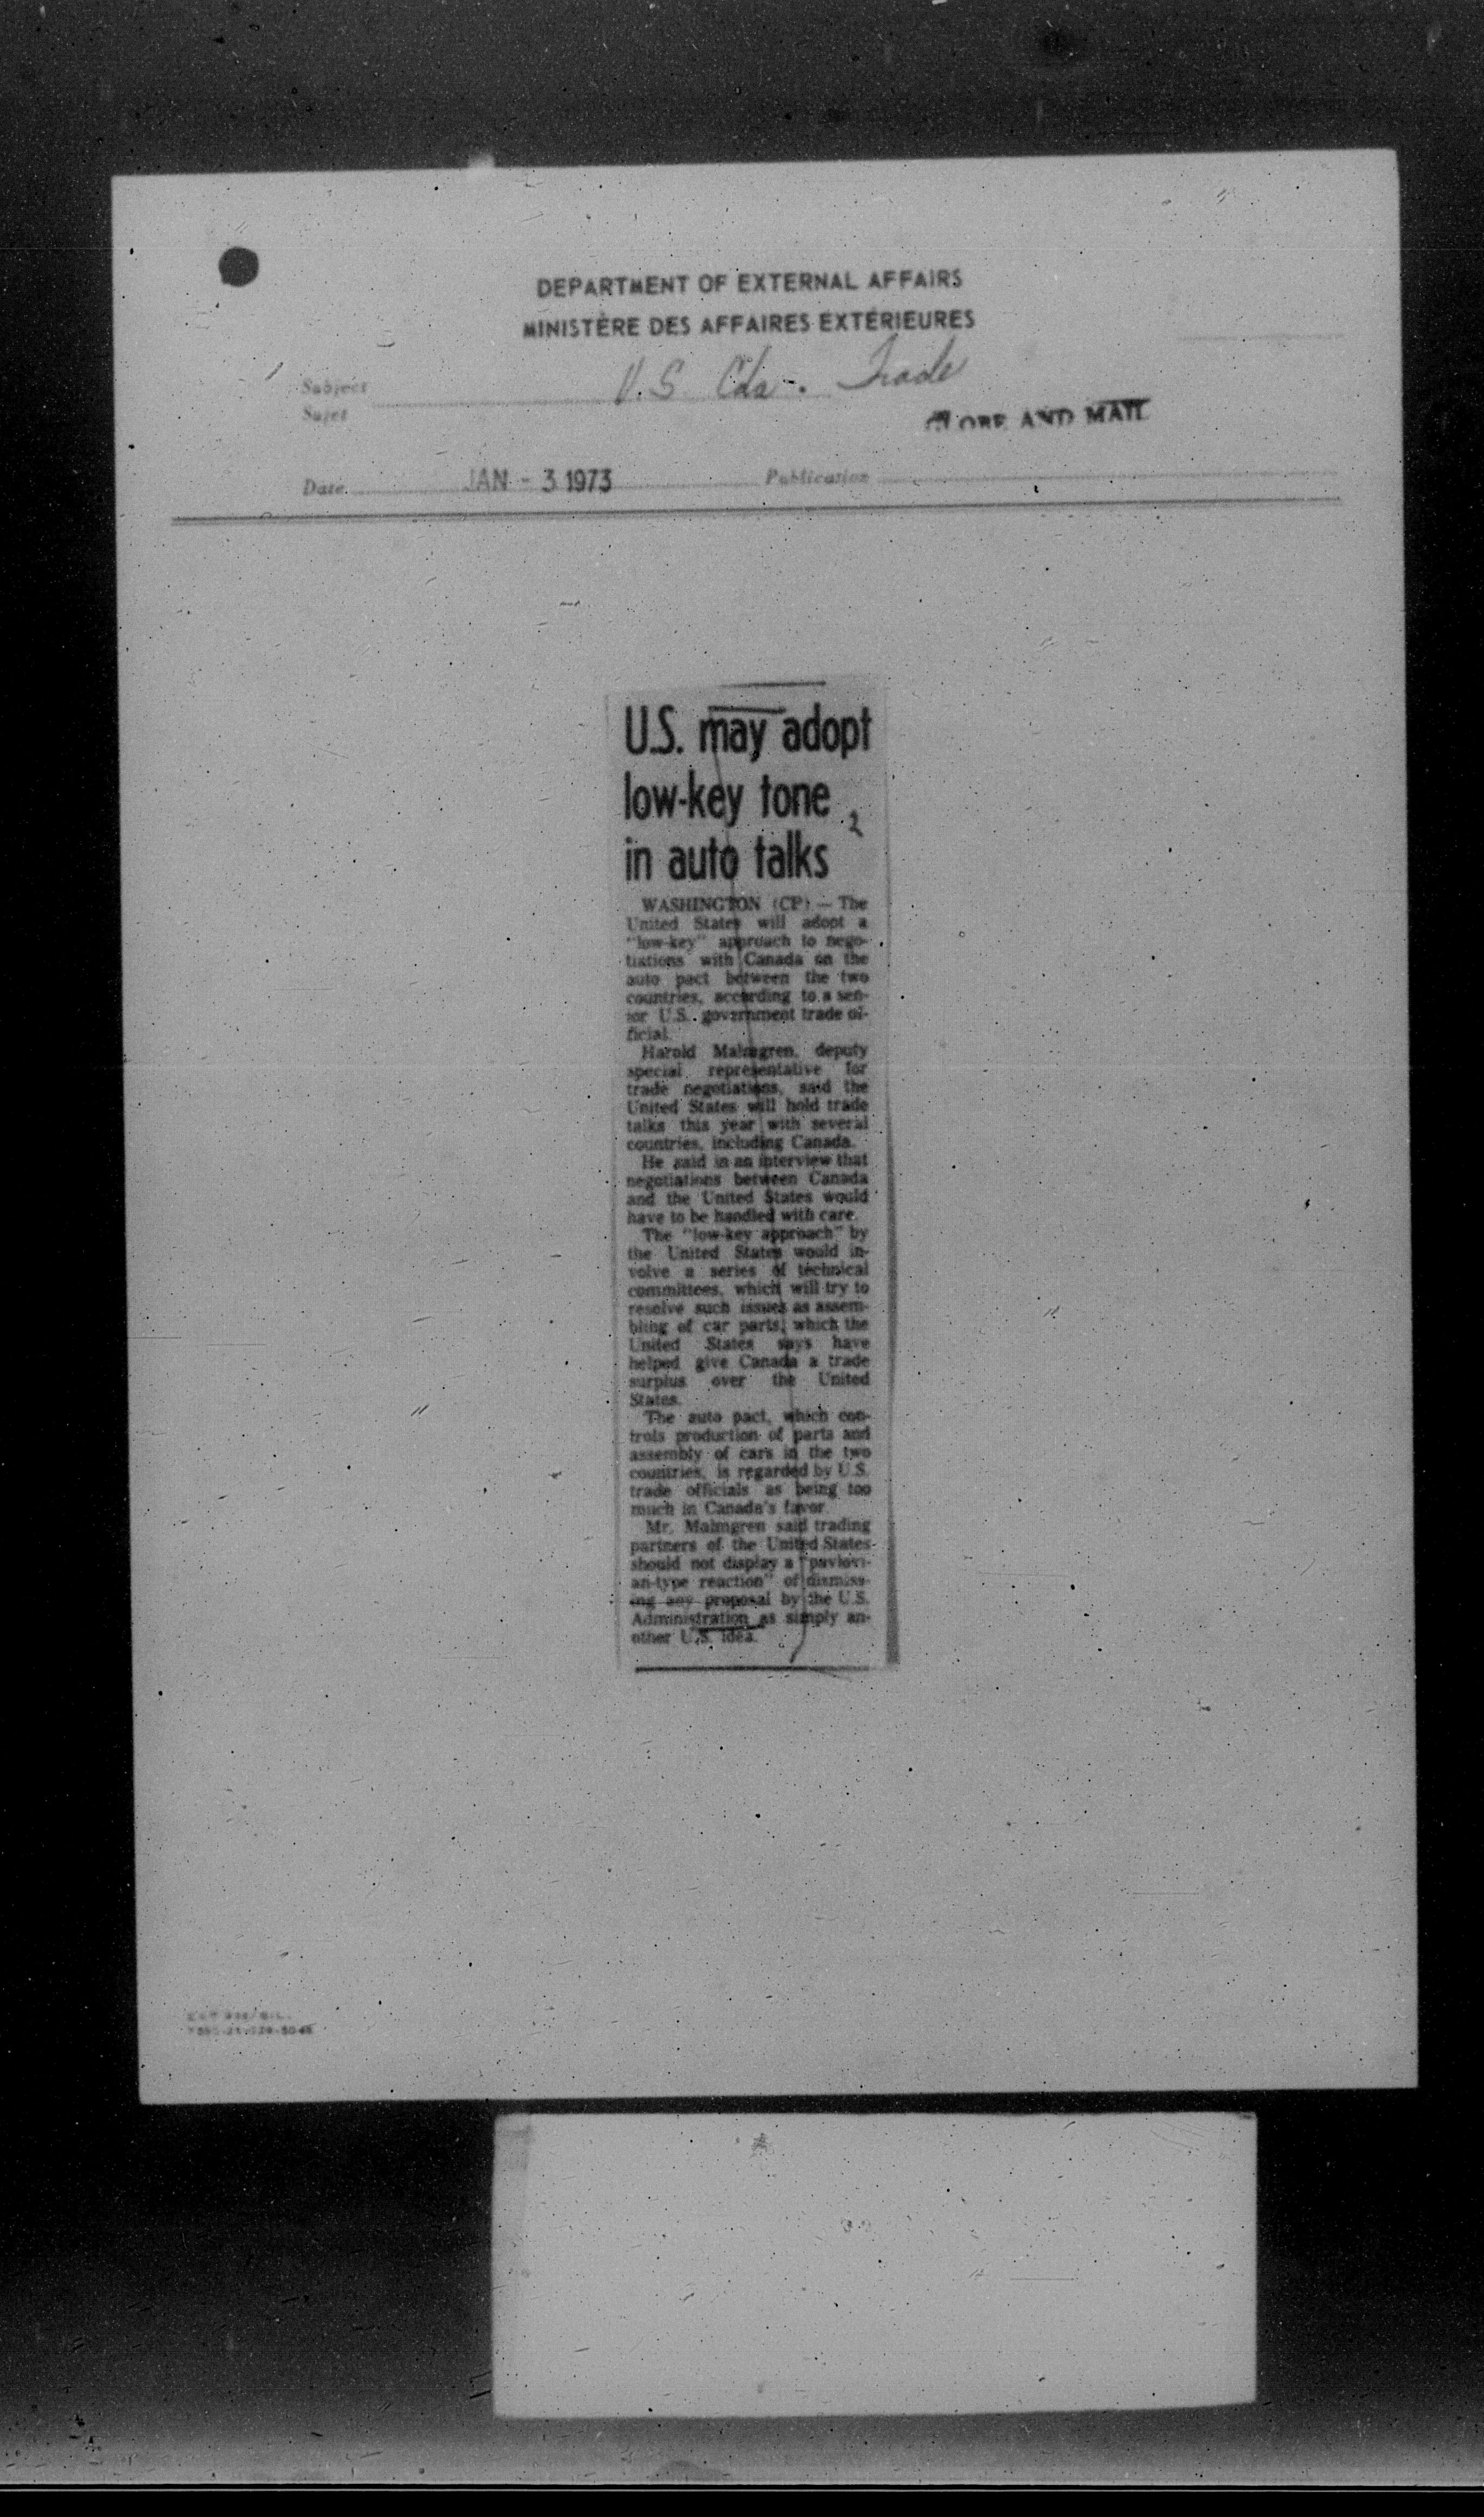 DEPARTMENT OF EXTERNAL AFFAIRS
MINISTÈRE DES AFFAIRES EXTÉRIEURES
Subject
Sujet
U.S. Cda. Trade
GLOBE AND MAIL
Date JAN - 3 1973 Publication
U.S. may adopt
low-key tone
in auto talks
WASHINGTON (CP) — The
United States will adopt a
"low-key" approach to nego-
tiations with Canada on the
auto pact between the two
countries, according to a sen-
ior U.S. government trade of-
ficial.
Harold Malmgren, deputy
special representative for
trade negotiations, said the
United States will hold trade
talks this year with several
countries, including Canada.
He said in an interview that
negotiations between Canada
and the United States would
have to be handled with care.
The "low-key approach" by
the United States would in-
volve a series of technical
committees, which will try to
resolve such issues as assem-
bling of car parts, which the
United States says have
helped give Canada a trade
surplus over the United
States.
The auto pact, which con-
trols production of parts and
assembly of cars in the two
countries, is regarded by U.S.
trade officials as being too
much in Canada's favor.
Mr. Malmgren said trading
partners of the United States
should not display a "pavlovi-
an-type reaction" of dismiss-
ing any proposal by the U.S.
Administration as simply an-
other U.S. idea.